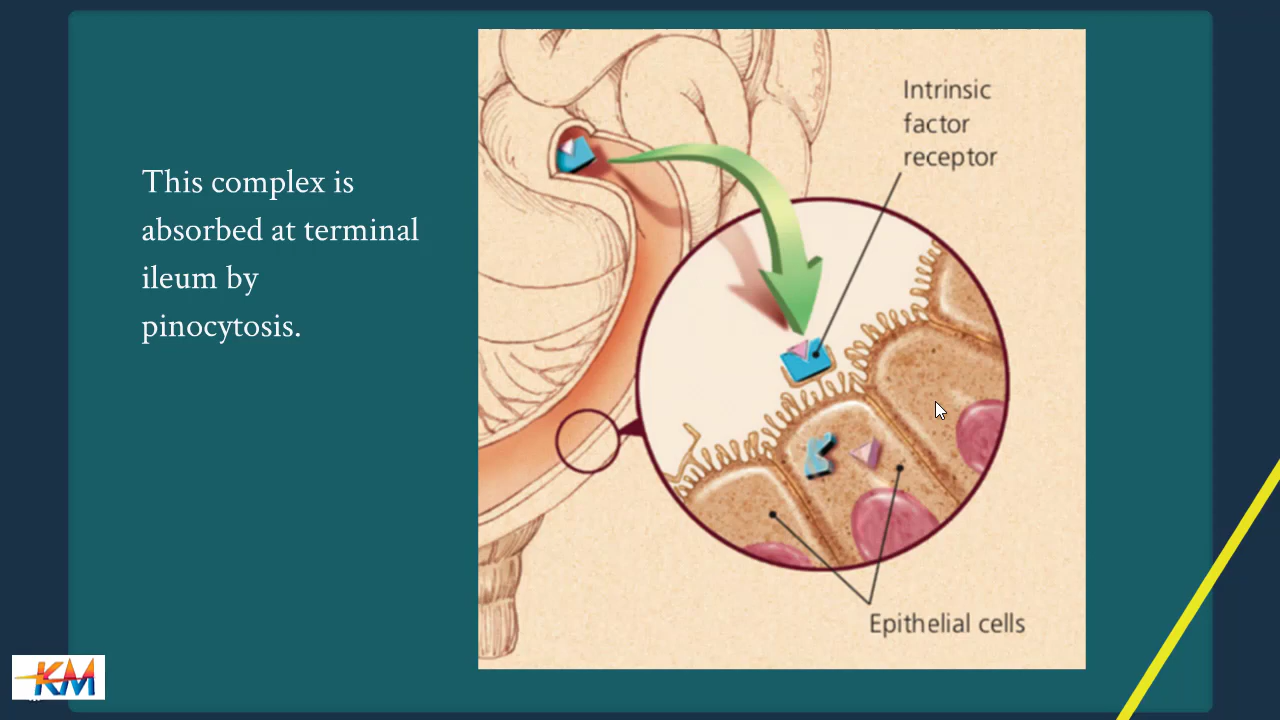 This complex is
absorbed at terminal
ileum by
pinocytosis.
Intrinsic
factor
receptor
Epithelial cells
KM